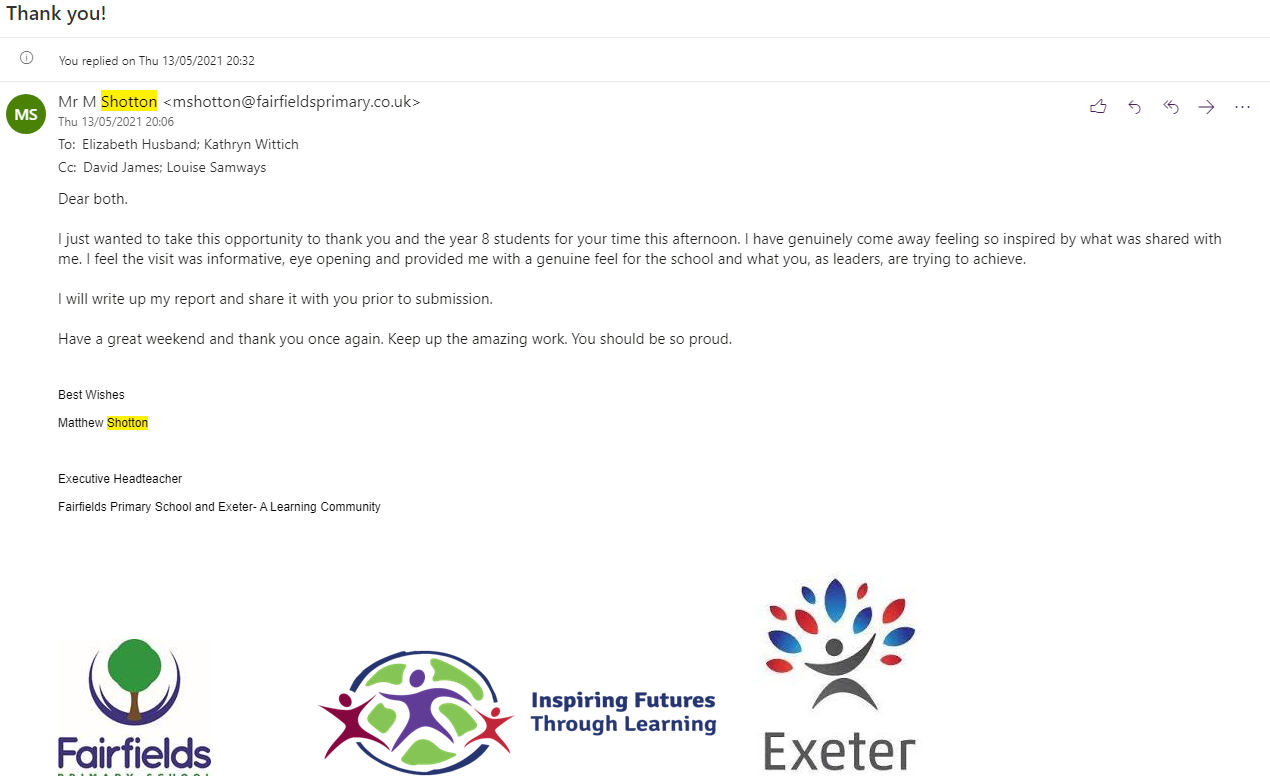 Thank you!
You replied on Thu 13/05/2021 20:32
MS
Mr M Shotton <mshotton@fairfieldsprimary.co.uk>
Thu 13/05/2021 20:06
To: Elizabeth Husband; Kathryn Wittich
Cc: David James; Louise Samways
Dear both.
I just wanted to take this opportunity to thank you and the year 8 students for your time this afternoon. I have genuinely come away feeling so inspired by what was shared with
me. I feel the visit was informative, eye opening and provided me with a genuine feel for the school and what you, as leaders, are trying to achieve.
I will write up my report and share it with you prior to submission.
Have a great weekend and thank you once again. Keep up the amazing work. You should be so proud.
Best Wishes
Matthew Shotton
Executive Headteacher
Fairfields Primary School and Exeter- A Learning Community
Fairfields
PRIMARY SCHOOL
Inspiring Futures
Through Learning
Exeter